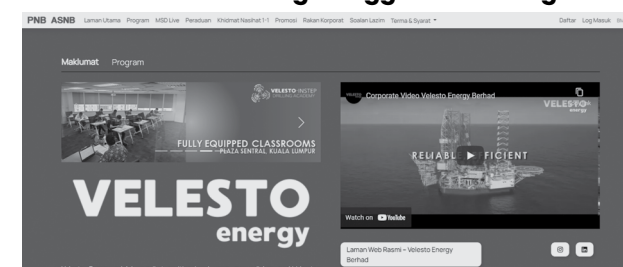 PNB ASNB Laman Utama Program MSD Live Peraduan Khidmat Nasihat 1-1 Promosi Rakan Korporat Soalan Lazim Terma & Syarat Daftar Log Masuk
Maklumat Program
VELESTO INSTEP
DRILLING ACADEMY
FULLY EQUIPPED CLASSROOMS
PLAZA SENTRAL, KUALA LUMPUR
VELESTO
energy
Corporate Video Velesto Energy Berhad
VELESTO
energy
RELIABLE
Watch on YouTube
Laman Web Rasmi – Velesto Energy
Berhad